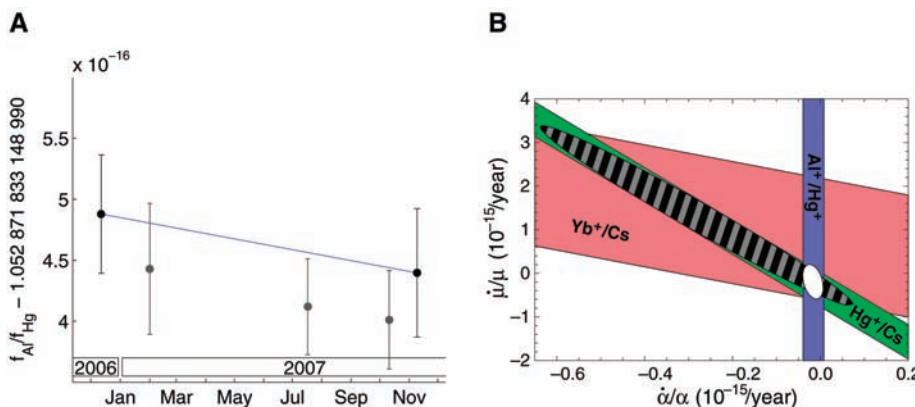 A
x 10⁻¹⁶
5.5
5
4.5
4
f_Al/f_Hg − 1.052 871 833 148 990
2006
2007
Jan Mar May Jul Sep Nov
B
4
3
2
1
0
−1
−2
μ̇/μ (10⁻¹⁵/year)
Yb⁺/Cs
Al⁺/Hg⁺
Hg⁺/Cs
−0.6 −0.4 −0.2 0.0 0.2
α̇/α (10⁻¹⁵/year)